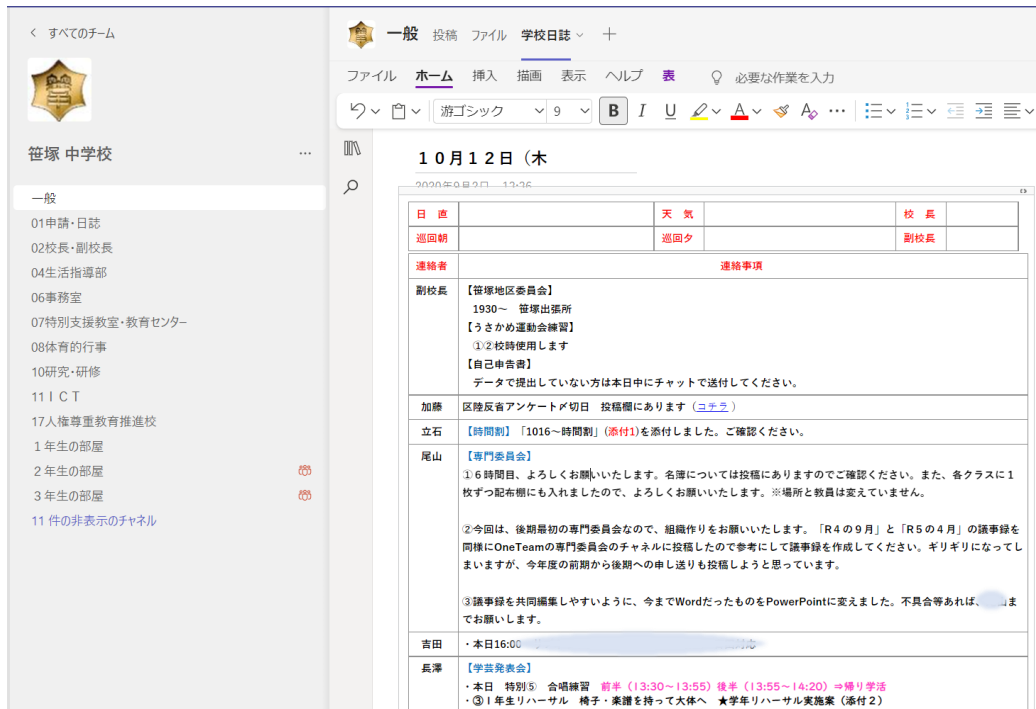 すべてのチーム
笹塚 中学校
…
一般
01申請・日誌
02校長・副校長
04生活指導部
06事務室
07特別支援教室・教育センター
08体育的行事
10研究・研修
11ＩＣＴ
17人権尊重教育推進校
１年生の部屋
２年生の部屋
３年生の部屋
11 件の非表示のチャネル
一般 投稿 ファイル 学校日誌
ファイル ホーム 挿入 描画 表示 ヘルプ 表 必要な作業を入力
游ゴシック 9 B I U A A
１０月１２日（木
2020年9月2日 12:26
日 直 天 気 校 長
巡回朝 巡回夕 副校長
連絡者 連絡事項
副校長 【笹塚地区委員会】
1930～ 笹塚出張所
【うさかめ運動会練習】
①②校時使用します
【自己申告書】
データで提出していない方は本日中にチャットで送付してください。
加藤 区陸反省アンケート〆切日 投稿欄にあります（コチラ）
立石 【時間割】「1016～時間割」(添付1)を添付しました。ご確認ください。
尾山 【専門委員会】
①６時間目、よろしくお願いいたします。名簿については投稿にありますのでご確認ください。また、各クラスに１
枚ずつ配布棚にも入れましたので、よろしくお願いいたします。※場所と教員は変えていません。
②今回は、後期最初の専門委員会なので、組織作りをお願いいたします。「R４の９月」と「R５の４月」の議事録を
同様にOneTeamの専門委員会のチャネルに投稿したので参考にして議事録を作成してください。ギリギリになってし
まいますが、今年度の前期から後期への申し送りも投稿しようと思っています。
③議事録を共同編集しやすいように、今までWordだったものをPowerPointに変えました。不具合等あれば、 ま
でお願いします。
吉田 ・本日16:00
長澤 【学芸発表会】
・本日 特別⑤ 合唱練習 前半（13:30～13:55）後半（13:55～14:20）⇒帰り学活
・③１年生リハーサル 椅子・楽譜を持って大体へ ★学年リハーサル実施案（添付２）